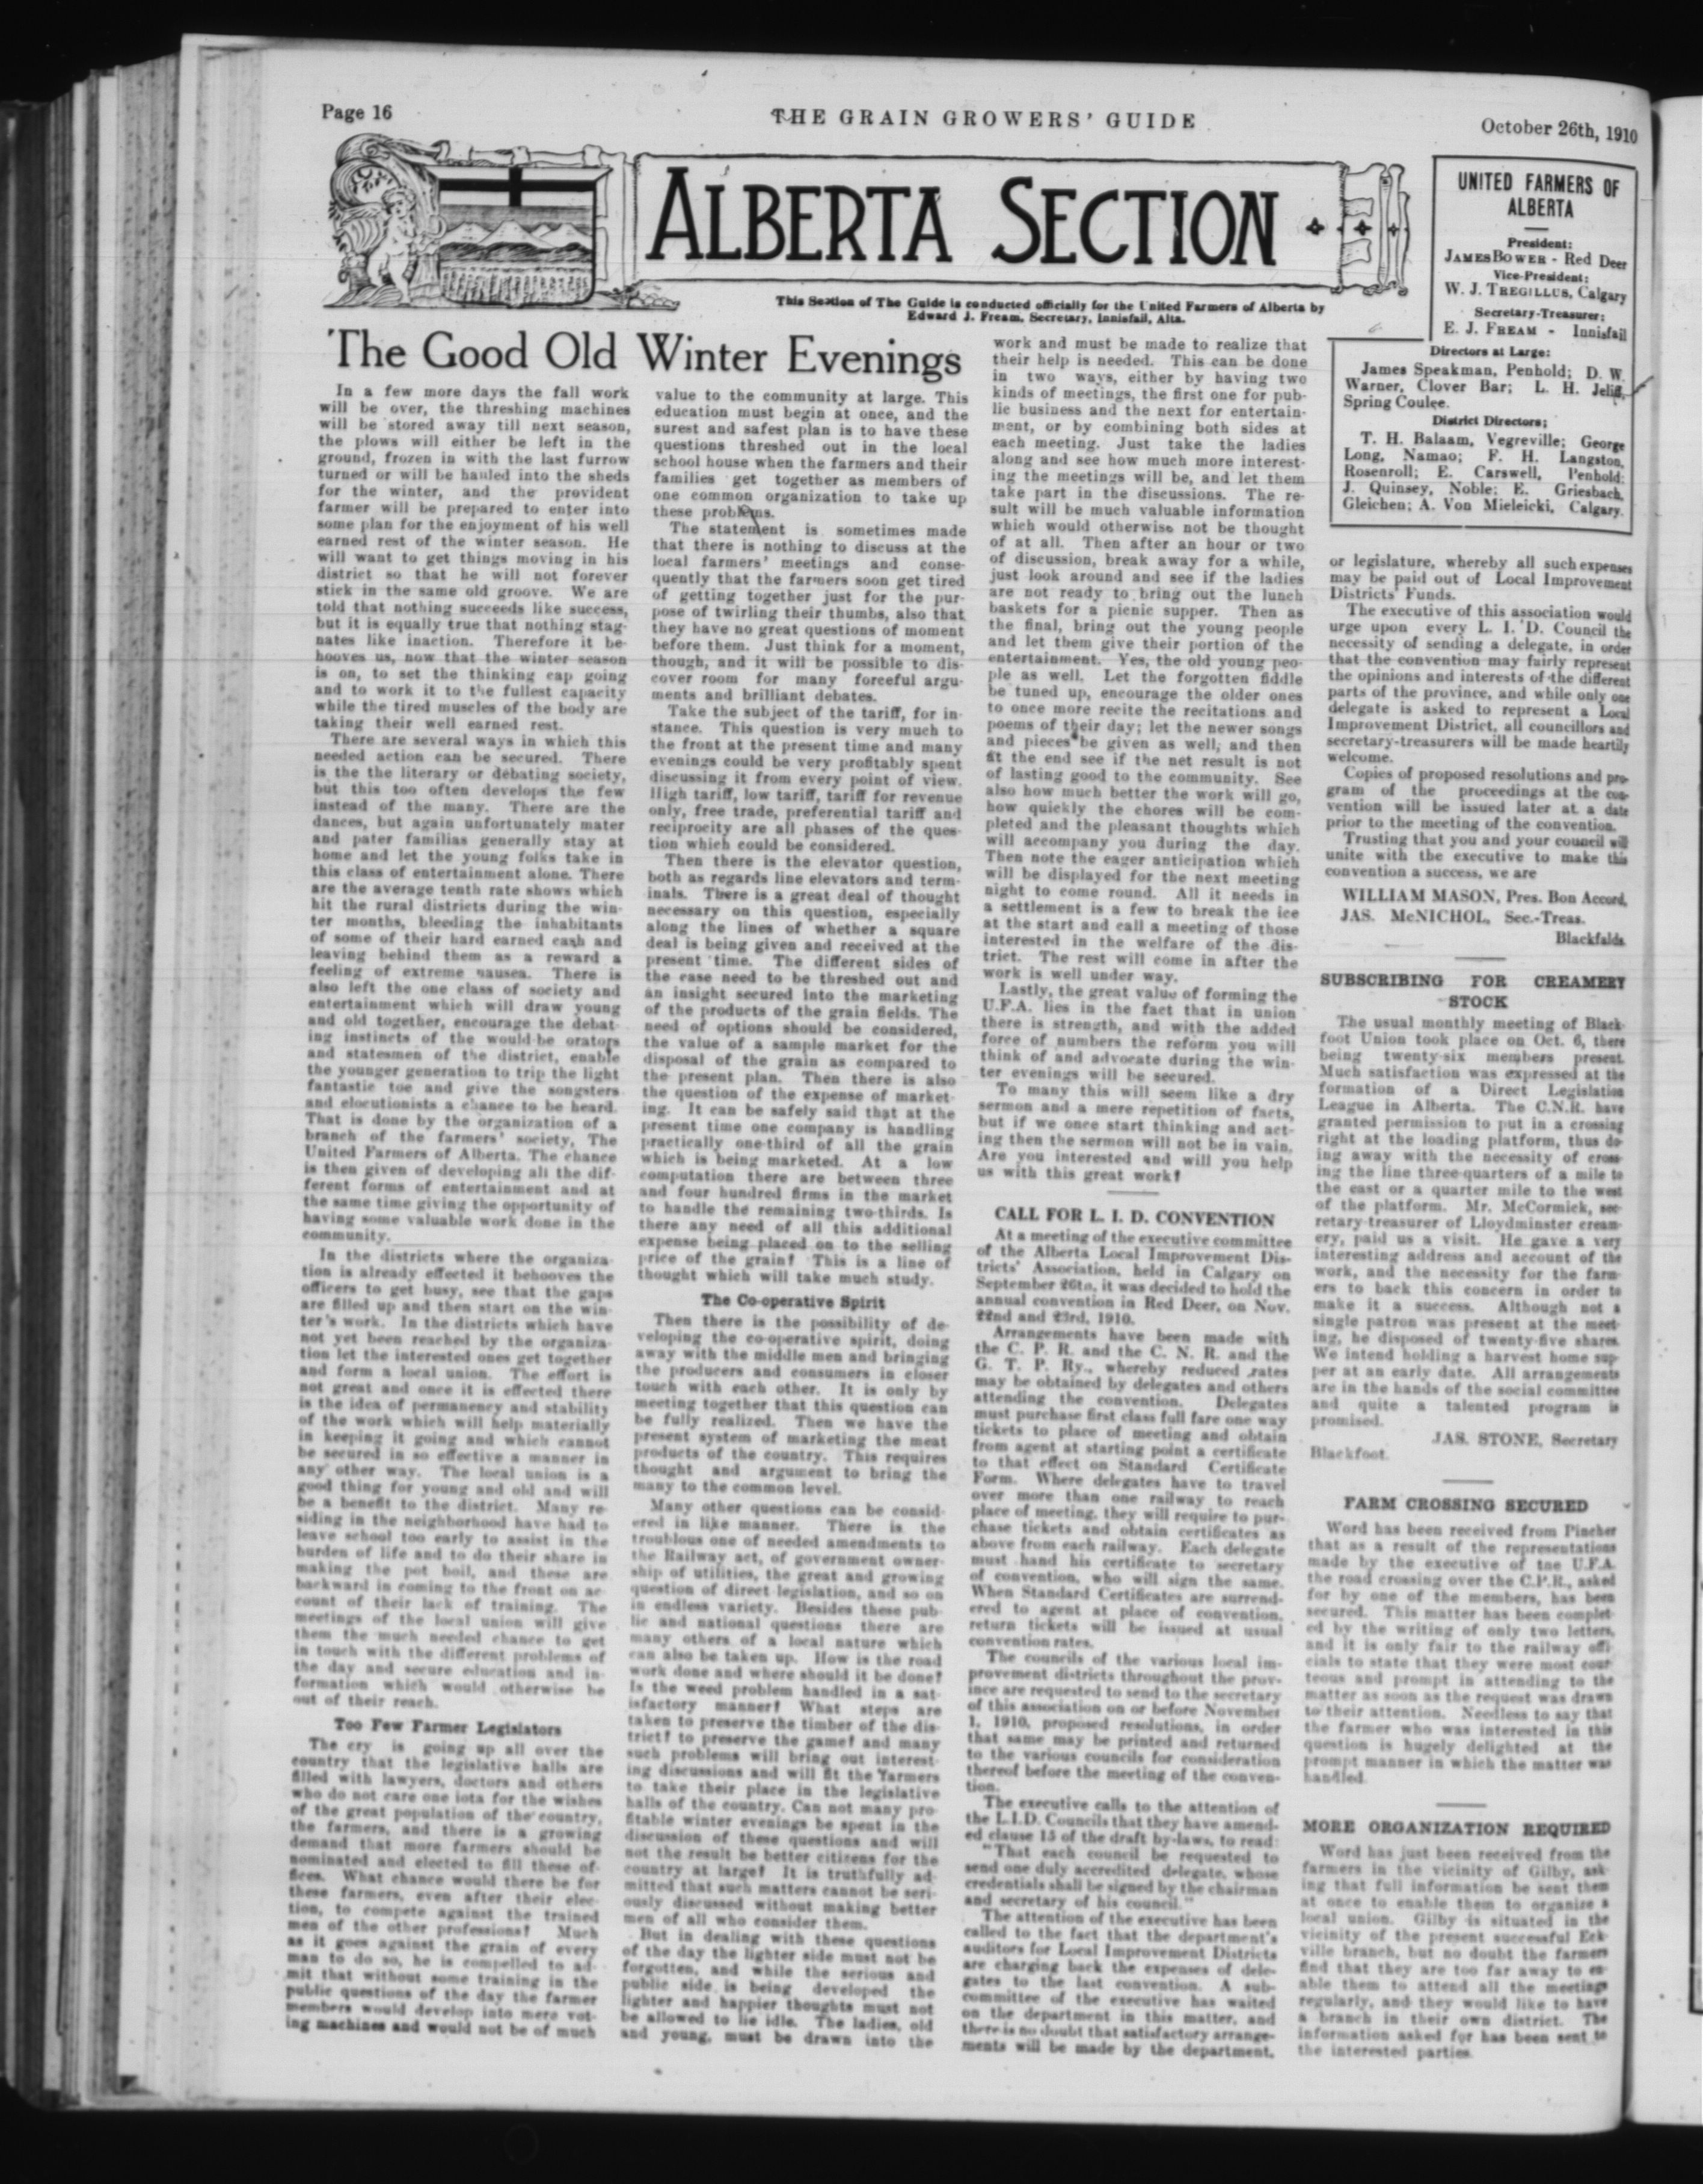 Page 16
THE GRAIN GROWERS' GUIDE
October 26th, 1910
ALBERTA SECTION
This Section of The Guide is conducted officially for the United Farmers of Alberta by
Edward J. Fream, Secretary, Innisfail, Alta.
UNITED FARMERS OF
ALBERTA
President:
JAMES BOWER - Red Deer
Vice-President:
W. J. TREGILLUS, Calgary
Secretary-Treasurer:
E. J. FREAM - Innisfail
Directors at Large:
James Speakman, Penhold; D. W.
Warner, Clover Bar; L. H. Jeliff,
Spring Coulee.
District Directors:
T. H. Balaam, Vegreville; George
Long, Namao; F. H. Langston,
Rosenroll; E. Carswell, Penhold;
J. Quinsey, Noble; E. Griesbach,
Gleichen; A. Von Mieleicki, Calgary.
The Good Old Winter Evenings
In a few more days the fall work
will be over, the threshing machines
will be stored away till next season,
the plows will either be left in the
ground, frozen in with the last furrow
turned or will be hauled into the sheds
for the winter, and the provident
farmer will be prepared to enter into
some plan for the enjoyment of his well
earned rest of the winter season. He
will want to get things moving in his
district so that he will not forever
stick in the same old groove. We are
told that nothing succeeds like success,
but it is equally true that nothing stag-
nates like inaction. Therefore it be-
hooves us, now that the winter season
is on, to set the thinking cap going
and to work it to the fullest capacity
while the tired muscles of the body are
taking their well earned rest.
There are several ways in which this
needed action can be secured. There
is the the literary or debating society,
but this too often develops the few
instead of the many. There are the
dances, but again unfortunately mater
and pater familias generally stay at
home and let the young folks take in
this class of entertainment alone. There
are the average tenth rate shows which
hit the rural districts during the win-
ter months, bleeding the inhabitants
of some of their hard earned cash and
leaving behind them as a reward a
feeling of extreme nausea. There is
also left the one class of society and
entertainment which will draw young
and old together, encourage the debat-
ing instincts of the would-be orators
and statesmen of the district, enable
the younger generation to trip the light
fantastic toe and give the songsters
and elocutionists a chance to be heard.
That is done by the organization of a
branch of the farmers' society, The
United Farmers of Alberta. The chance
is then given of developing all the dif-
ferent forms of entertainment and at
the same time giving the opportunity of
having some valuable work done in the
community.
In the districts where the organiza-
tion is already effected it behooves the
officers to get busy, see that the gaps
are filled up and then start on the win-
ter's work. In the districts which have
not yet been reached by the organiza-
tion let the interested ones get together
and form a local union. The effort is
not great and once it is effected there
is the idea of permanency and stability
of the work which will help materially
in keeping it going and which cannot
be secured in so effective a manner in
any other way. The local union is a
good thing for young and old and will
be a benefit to the district. Many re-
siding in the neighborhood have had to
leave school too early to assist in the
burden of life and to do their share in
making the pot boil, and these are
backward in coming to the front on ac-
count of their lack of training. The
meetings of the local union will give
them the much needed chance to get
in touch with the different problems of
the day and secure education and in-
formation which would otherwise be
out of their reach.
Too Few Farmer Legislators
The cry is going up all over the
country that the legislative halls are
filled with lawyers, doctors and others
who do not care one iota for the wishes
of the great population of the country,
the farmers, and there is a growing
demand that more farmers should be
nominated and elected to fill these of-
fices. What chance would there be for
these farmers, even after their elec-
tion, to compete against the trained
men of the other professions? Much
as it goes against the grain of every
man to do so, he is compelled to ad-
mit that without some training in the
public questions of the day the farmer
members would develop into mere vot-
ing machines and would not be of much
value to the community at large. This
education must begin at once, and the
surest and safest plan is to have these
questions threshed out in the local
school house when the farmers and their
families get together as members of
one common organization to take up
these problems.
The statement is sometimes made
that there is nothing to discuss at the
local farmers' meetings and conse-
quently that the farmers soon get tired
of getting together just for the pur-
pose of twirling their thumbs, also that
they have no great questions of moment
before them. Just think for a moment,
though, and it will be possible to dis-
cover room for many forceful argu-
ments and brilliant debates.
Take the subject of the tariff, for in-
stance. This question is very much to
the front at the present time and many
evenings could be very profitably spent
discussing it from every point of view.
High tariff, low tariff, tariff for revenue
only, free trade, preferential tariff and
reciprocity are all phases of the ques-
tion which could be considered.
Then there is the elevator question,
both as regards line elevators and term-
inals. There is a great deal of thought
necessary on this question, especially
along the lines of whether a square
deal is being given and received at the
present time. The different sides of
the case need to be threshed out and
an insight secured into the marketing
of the products of the grain fields. The
need of options should be considered,
the value of a sample market for the
disposal of the grain as compared to
the present plan. Then there is also
the question of the expense of market-
ing. It can be safely said that at the
present time one company is handling
practically one-third of all the grain
which is being marketed. At a low
computation there are between three
and four hundred firms in the market
to handle the remaining two-thirds. Is
there any need of all this additional
expense being placed on to the selling
price of the grain? This is a line of
thought which will take much study.
The Co-operative Spirit
Then there is the possibility of de-
veloping the co-operative spirit, doing
away with the middle men and bringing
the producers and consumers in closer
touch with each other. It is only by
meeting together that this question can
be fully realized. Then we have the
present system of marketing the meat
products of the country. This requires
thought and argument to bring the
many to the common level.
Many other questions can be consid-
ered in like manner. There is the
troublous one of needed amendments to
the Railway act, of government owner-
ship of utilities, the great and growing
question of direct legislation, and so on
in endless variety. Besides these pub-
lic and national questions there are
many others of a local nature which
can also be taken up. How is the road
work done and where should it be done?
Is the weed problem handled in a sat-
isfactory manner? What steps are
taken to preserve the timber of the dis-
trict? to preserve the game? and many
such problems will bring out interest-
ing discussions and will fit the farmers
to take their place in the legislative
halls of the country. Can not many pro-
fitable winter evenings be spent in the
discussion of these questions and will
not the result be better citizens for the
country at large? It is truthfully ad-
mitted that such matters cannot be seri-
ously discussed without making better
men of all who consider them.
But in dealing with these questions
of the day the lighter side must not be
forgotten, and while the serious and
public side is being developed the
lighter and happier thoughts must not
be allowed to lie idle. The ladies, old
and young, must be drawn into the
work and must be made to realize that
their help is needed. This can be done
in two ways, either by having two
kinds of meetings, the first one for pub-
lic business and the next for entertain-
ment, or by combining both sides at
each meeting. Just take the ladies
along and see how much more interest-
ing the meetings will be, and let them
take part in the discussions. The re-
sult will be much valuable information
which would otherwise not be thought
of at all. Then after an hour or two
of discussion, break away for a while,
just look around and see if the ladies
are not ready to bring out the lunch
baskets for a picnic supper. Then as
the final, bring out the young people
and let them give their portion of the
entertainment. Yes, the old young peo-
ple as well. Let the forgotten fiddle
be tuned up, encourage the older ones
to once more recite the recitations and
poems of their day; let the newer songs
and pieces be given as well, and then
at the end see if the net result is not
of lasting good to the community. See
also how much better the work will go,
how quickly the chores will be com-
pleted and the pleasant thoughts which
will accompany you during the day.
Then note the eager anticipation which
will be displayed for the next meeting
night to come round. All it needs in
a settlement is a few to break the ice
at the start and call a meeting of those
interested in the welfare of the dis-
trict. The rest will come in after the
work is well under way.
Lastly, the great value of forming the
U.F.A. lies in the fact that in union
there is strength, and with the added
force of numbers the reform you will
think of and advocate during the win-
ter evenings will be secured.
To many this will seem like a dry
sermon and a mere repetition of facts,
but if we once start thinking and act-
ing then the sermon will not be in vain.
Are you interested and will you help
us with this great work?
CALL FOR L. I. D. CONVENTION
At a meeting of the executive committee
of the Alberta Local Improvement Dis-
tricts' Association, held in Calgary on
September 26th, it was decided to hold the
annual convention in Red Deer, on Nov.
22nd and 23rd, 1910.
Arrangements have been made with
the C. P. R. and the C. N. R. and the
G. T. P. Ry., whereby reduced rates
may be obtained by delegates and others
attending the convention. Delegates
must purchase first class full fare one way
tickets to place of meeting and obtain
from agent at starting point a certificate
to that effect on Standard Certificate
Form. Where delegates have to travel
over more than one railway to reach
place of meeting, they will require to pur-
chase tickets and obtain certificates as
above from each railway. Each delegate
must hand his certificate to secretary
of convention, who will sign the same.
When Standard Certificates are surrend-
ered to agent at place of convention,
return tickets will be issued at usual
convention rates.
The councils of the various local im-
provement districts throughout the prov-
ince are requested to send to the secretary
of this association on or before November
1, 1910, proposed resolutions, in order
that same may be printed and returned
to the various councils for consideration
thereof before the meeting of the conven-
tion.
The executive calls to the attention of
the L.I.D. Councils that they have amend-
ed clause 15 of the draft by-laws, to read:
"That each council be requested to
send one duly accredited delegate, whose
credentials shall be signed by the chairman
and secretary of his council."
The attention of the executive has been
called to the fact that the department's
auditors for Local Improvement Districts
are charging back the expenses of dele-
gates to the last convention. A sub-
committee of the executive has waited
on the department in this matter, and
there is no doubt that satisfactory arrange-
ments will be made by the department,
or legislature, whereby all such expenses
may be paid out of Local Improvement
Districts' Funds.
The executive of this association would
urge upon every L. I. D. Council the
necessity of sending a delegate, in order
that the convention may fairly represent
the opinions and interests of the different
parts of the province, and while only one
delegate is asked to represent a Local
Improvement District, all councillors and
secretary-treasurers will be made heartily
welcome.
Copies of proposed resolutions and pro-
gram of the proceedings at the con-
vention will be issued later at a date
prior to the meeting of the convention.
Trusting that you and your council will
unite with the executive to make this
convention a success, we are
WILLIAM MASON, Pres. Bon Accord,
JAS. McNICHOL, Sec.-Treas.
Blackfalds.
SUBSCRIBING FOR CREAMERY
STOCK
The usual monthly meeting of Black-
foot Union took place on Oct. 6, there
being twenty-six members present.
Much satisfaction was expressed at the
formation of a Direct Legislation
League in Alberta. The C.N.R. have
granted permission to put in a crossing
right at the loading platform, thus do-
ing away with the necessity of cross-
ing the line three-quarters of a mile to
the east or a quarter mile to the west
of the platform. Mr. McCormick, sec-
retary-treasurer of Lloydminster cream-
ery, paid us a visit. He gave a very
interesting address and account of the
work, and the necessity for the farm-
ers to back this concern in order to
make it a success. Although not a
single patron was present at the meet-
ing, he disposed of twenty-five shares.
We intend holding a harvest home sup-
per at an early date. All arrangements
are in the hands of the social committee
and quite a talented program is
promised.
JAS. STONE, Secretary
Blackfoot.
FARM CROSSING SECURED
Word has been received from Pincher
that as a result of the representations
made by the executive of the U.F.A.
the road crossing over the C.P.R., asked
for by one of the members, has been
secured. This matter has been complet-
ed by the writing of only two letters,
and it is only fair to the railway offi-
cials to state that they were most cour-
teous and prompt in attending to the
matter as soon as the request was drawn
to their attention. Needless to say that
the farmer who was interested in this
question is hugely delighted at the
prompt manner in which the matter was
handled.
MORE ORGANIZATION REQUIRED
Word has just been received from the
farmers in the vicinity of Gilby, ask-
ing that full information be sent them
at once to enable them to organize a
local union. Gilby is situated in the
vicinity of the present successful Eck-
ville branch, but no doubt the farmers
find that they are too far away to en-
able them to attend all the meetings
regularly, and they would like to have
a branch in their own district. The
information asked for has been sent to
the interested parties.